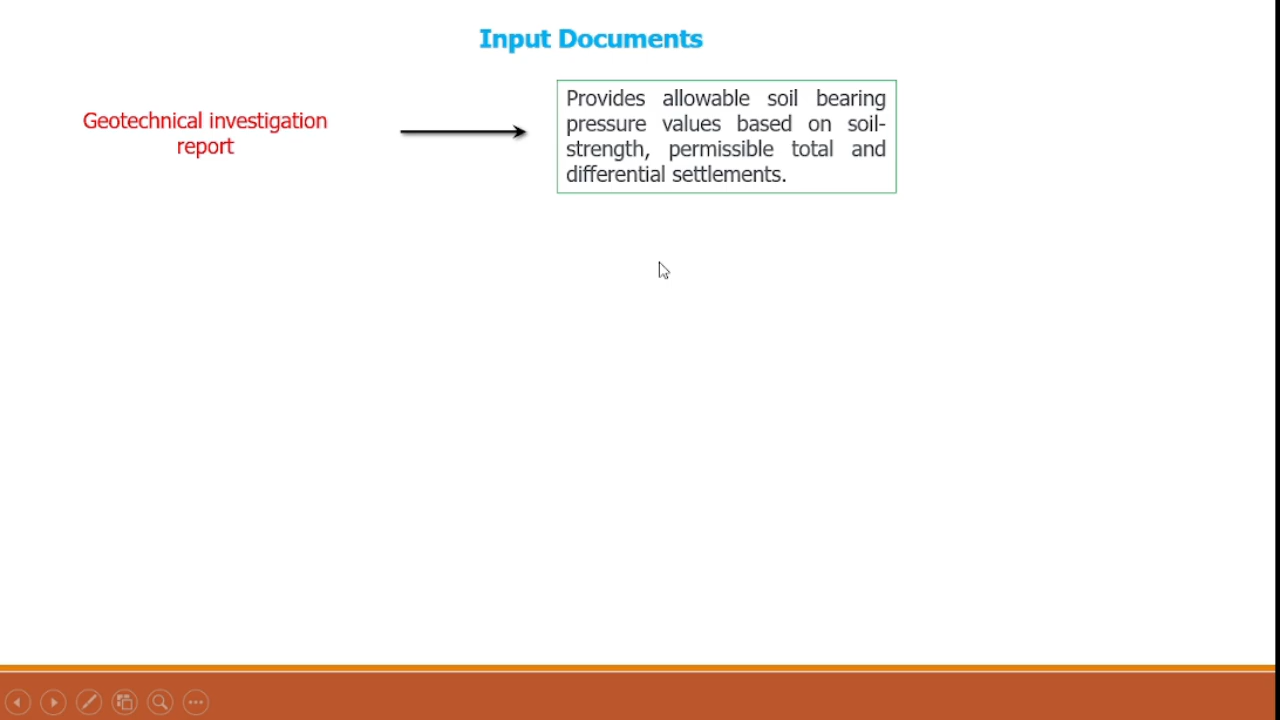 Input Documents
Geotechnical investigation
report
Provides allowable soil bearing
pressure values based on soil-
strength, permissible total and
differential settlements.